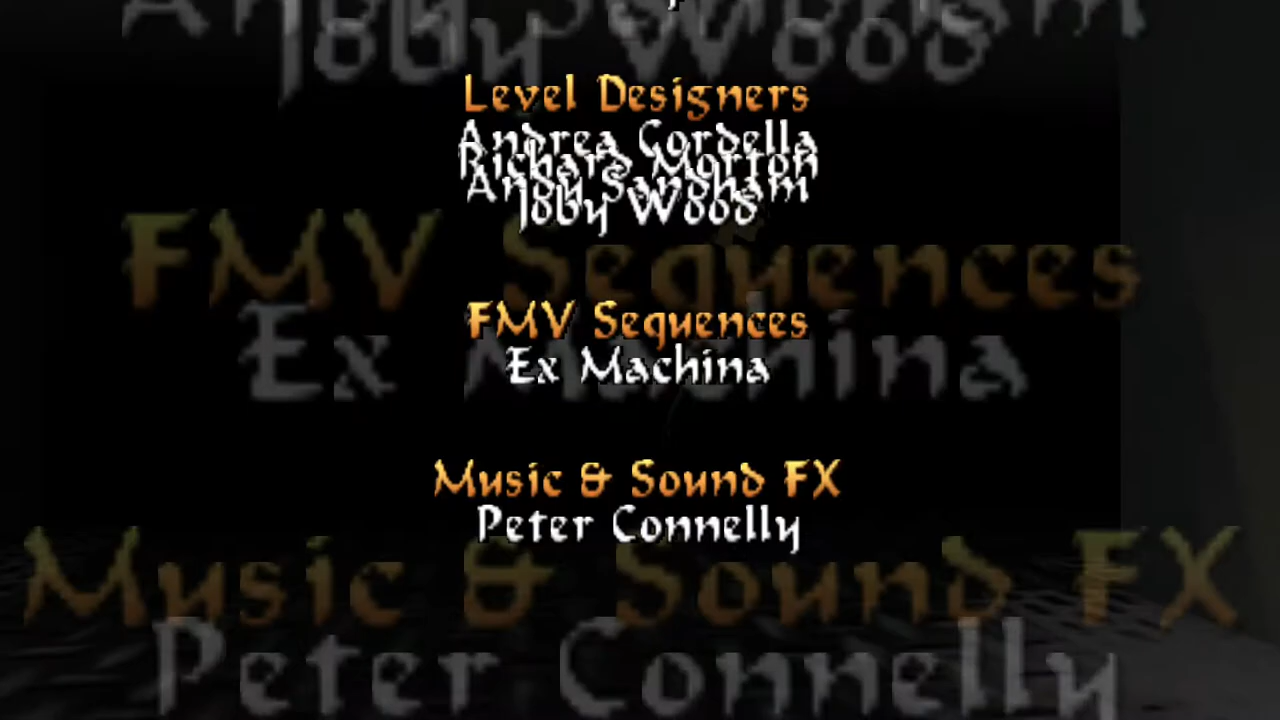 Level Designers
Andrea Cordella
Richard Morton
Andy Sandham
Joby Wood
FMV Sequences
Ex Machina
Music & Sound FX
Peter Connelly